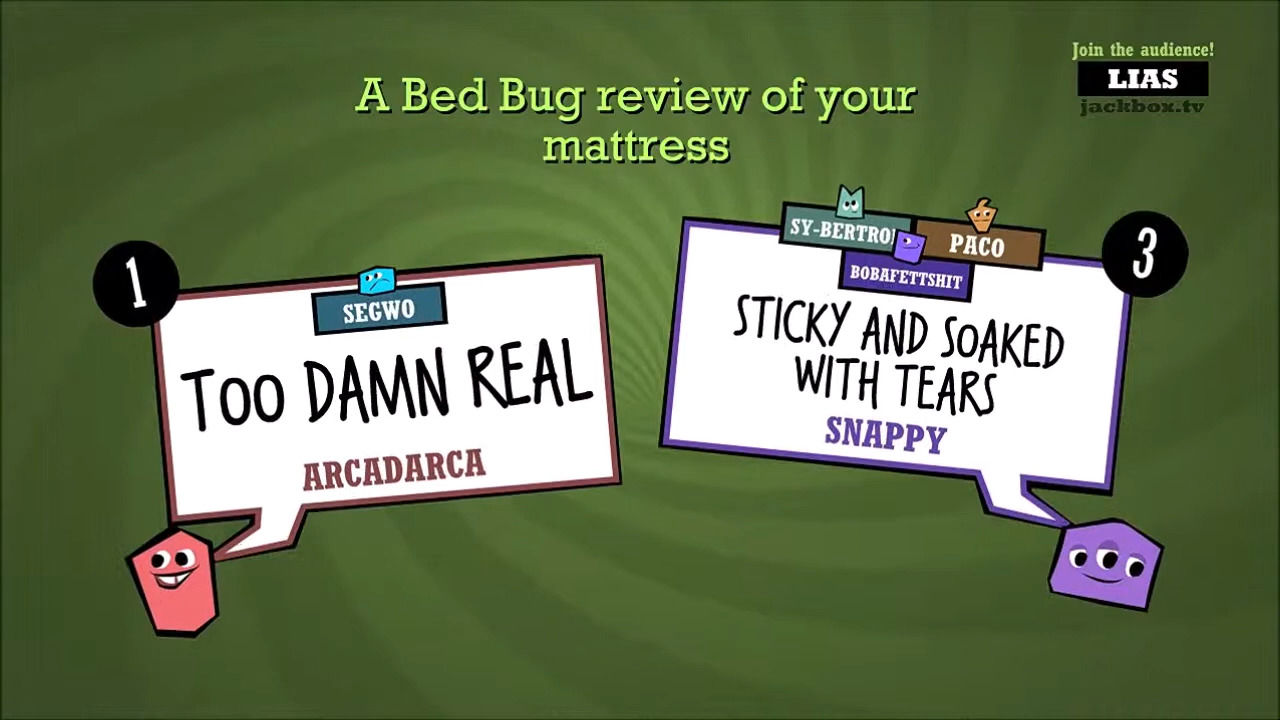 Join the audience!
LIAS
jackbox.tv
A Bed Bug review of your
mattress
1
SEGWO
TOO DAMN REAL
ARCADARCA
3
SY-BERTRO
PACO
BOBAFETTSHIT
STICKY AND SOAKED
WITH TEARS
SNAPPY